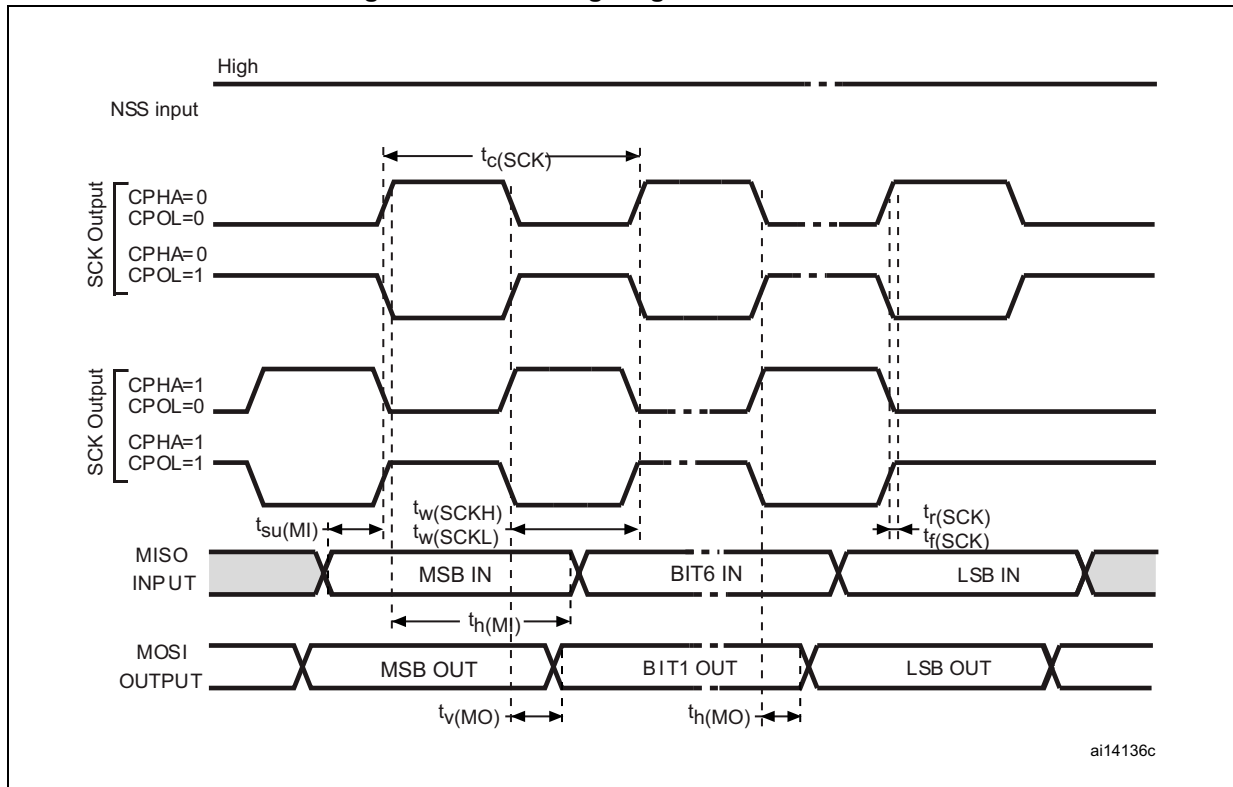 High
NSS input
tc(SCK)
SCK Output
CPHA=0
CPOL=0
CPHA=0
CPOL=1
SCK Output
CPHA=1
CPOL=0
CPHA=1
CPOL=1
tsu(MI)
tw(SCKH)
tw(SCKL)
tr(SCK)
tf(SCK)
MISO
INPUT
MSB IN
BIT6 IN
LSB IN
th(MI)
MOSI
OUTPUT
MSB OUT
BIT1 OUT
LSB OUT
tv(MO)
th(MO)
ai14136c